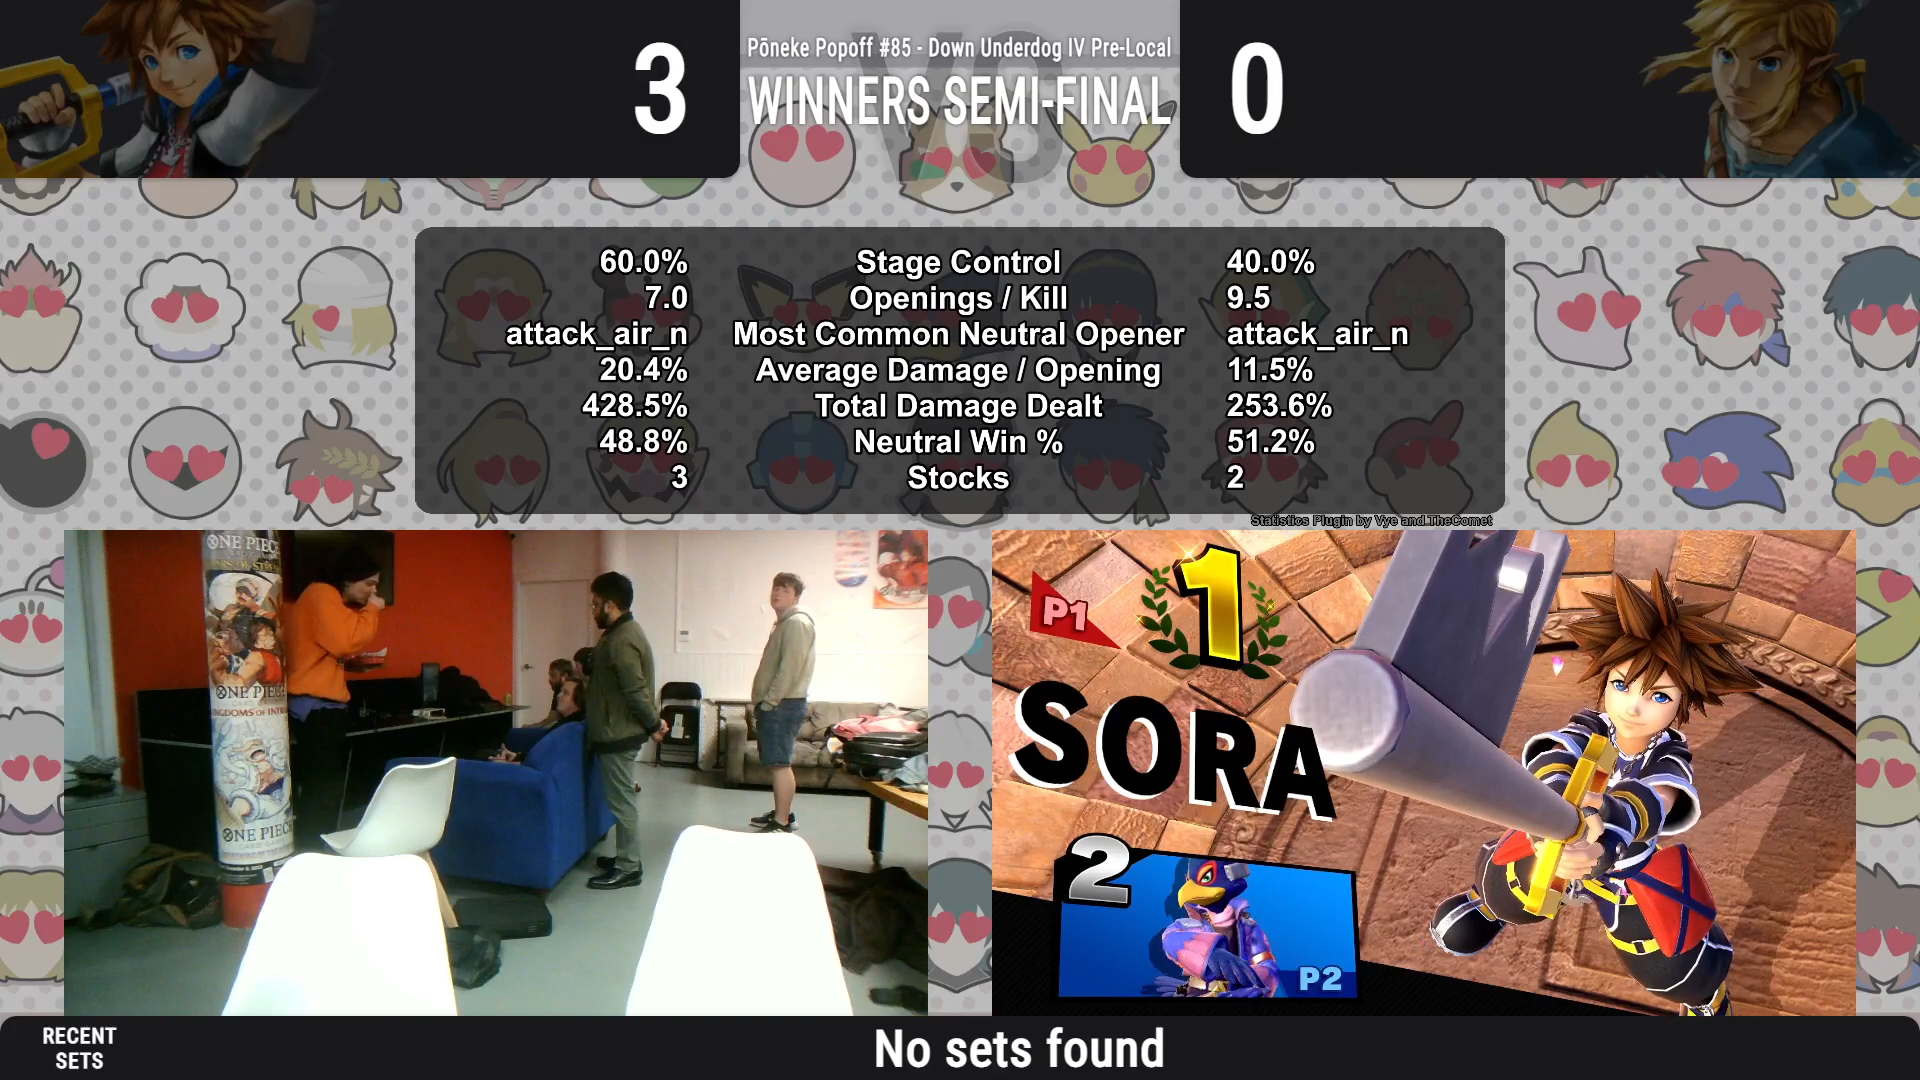 3
Pōneke Popoff #85 - Down Underdog IV Pre-Local
VS
WINNERS SEMI-FINAL
0
60.0% Stage Control 40.0%
7.0 Openings / Kill 9.5
attack_air_n Most Common Neutral Opener attack_air_n
20.4% Average Damage / Opening 11.5%
428.5% Total Damage Dealt 253.6%
48.8% Neutral Win % 51.2%
3 Stocks 2
Statistics Plugin by Vye and TheComet
ONE PIECE
ONE PIECE
ONE PIECE
P1
1
SORA
2
P2
RECENT
SETS
No sets found